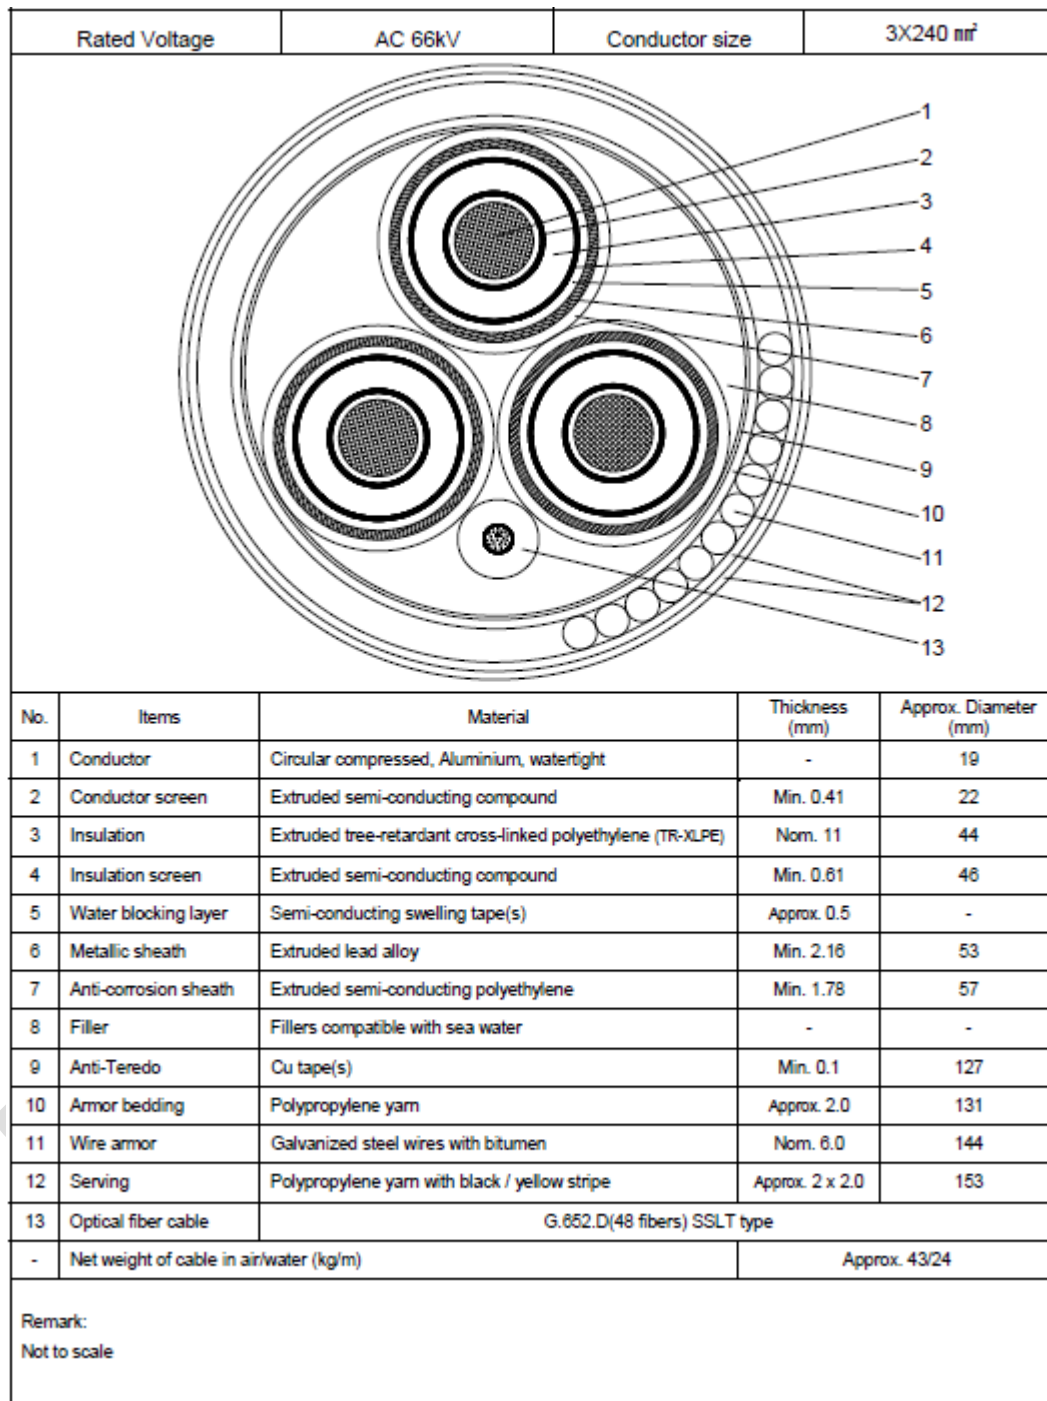 Rated Voltage AC 66kV Conductor size 3X240 ㎟
1
2
3
4
5
6
7
8
9
10
11
12
13
No. Items Material Thickness (mm) Approx. Diameter (mm)
1 Conductor Circular compressed, Aluminium, watertight - 19
2 Conductor screen Extruded semi-conducting compound Min. 0.41 22
3 Insulation Extruded tree-retardant cross-linked polyethylene (TR-XLPE) Nom. 11 44
4 Insulation screen Extruded semi-conducting compound Min. 0.61 46
5 Water blocking layer Semi-conducting swelling tape(s) Approx. 0.5 -
6 Metallic sheath Extruded lead alloy Min. 2.16 53
7 Anti-corrosion sheath Extruded semi-conducting polyethylene Min. 1.78 57
8 Filler Fillers compatible with sea water - -
9 Anti-Teredo Cu tape(s) Min. 0.1 127
10 Armor bedding Polypropylene yarn Approx. 2.0 131
11 Wire armor Galvanized steel wires with bitumen Nom. 6.0 144
12 Serving Polypropylene yarn with black / yellow stripe Approx. 2 x 2.0 153
13 Optical fiber cable G.652.D(48 fibers) SSLT type
- Net weight of cable in air/water (kg/m) Approx. 43/24
Remark:
Not to scale